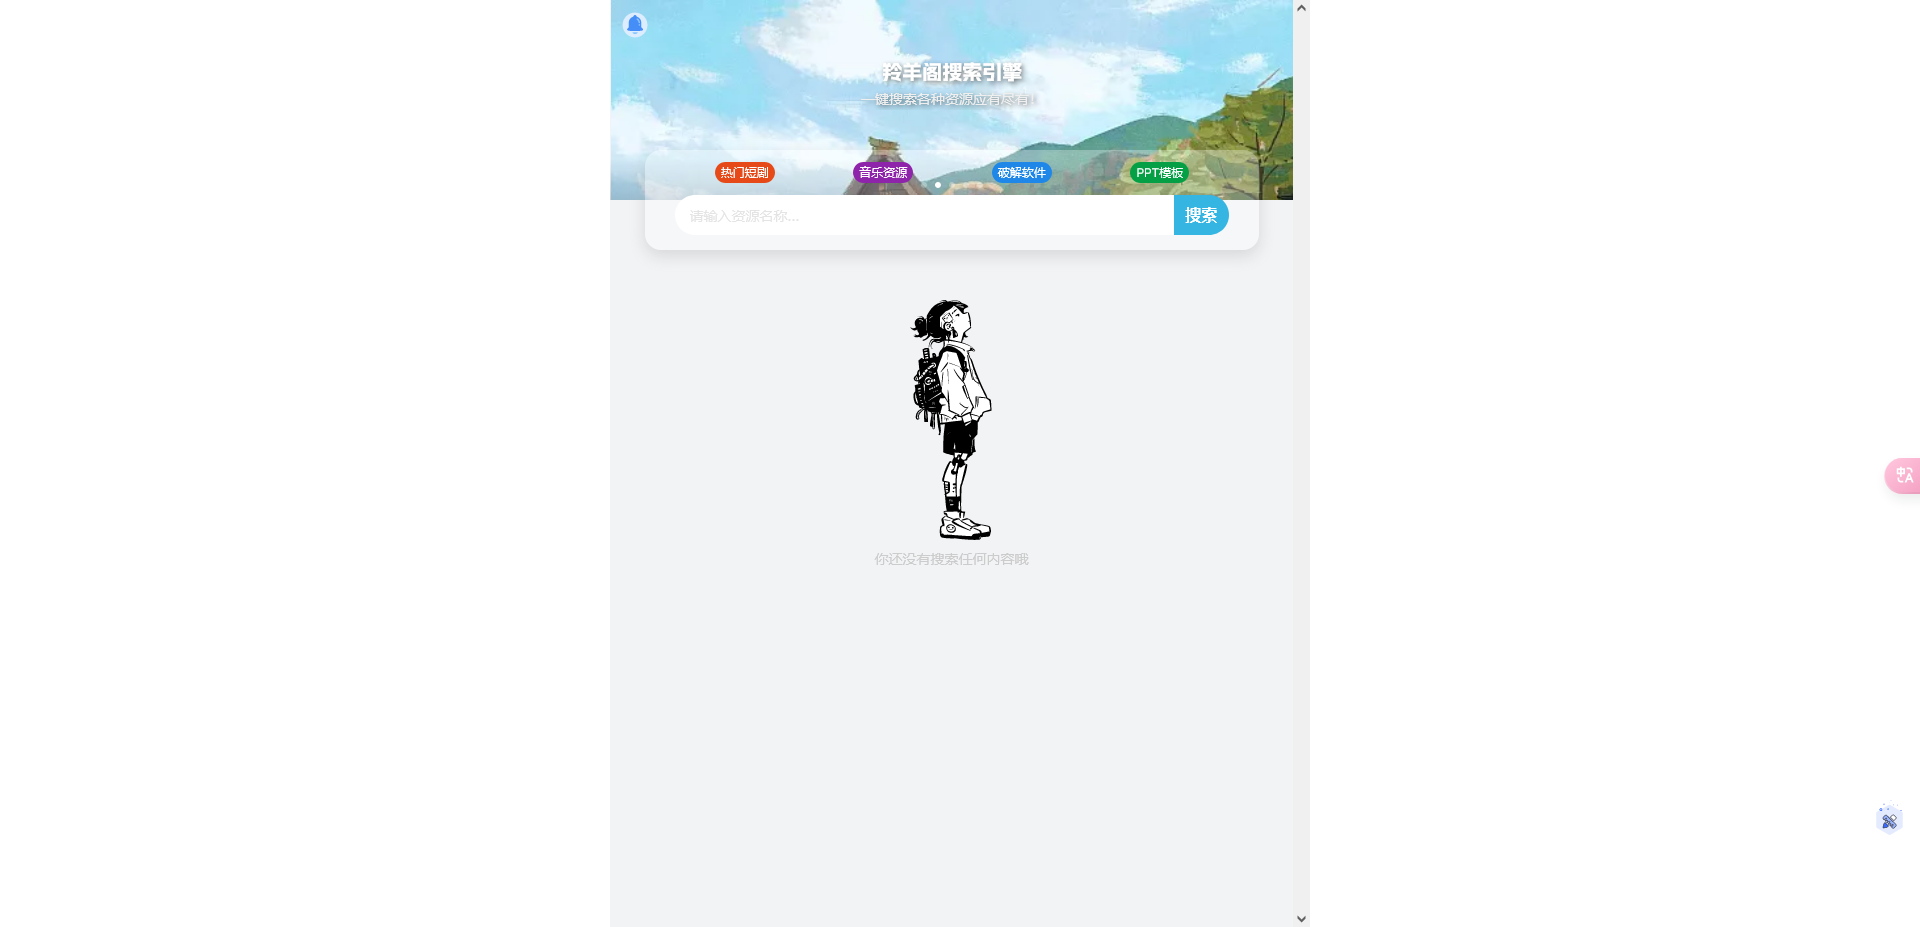 羚羊阁搜索引擎
一键搜索各种资源应有尽有!
热门短剧
音乐资源
破解软件
PPT模板
请输入资源名称...
搜索
你还没有搜索任何内容哦
中A